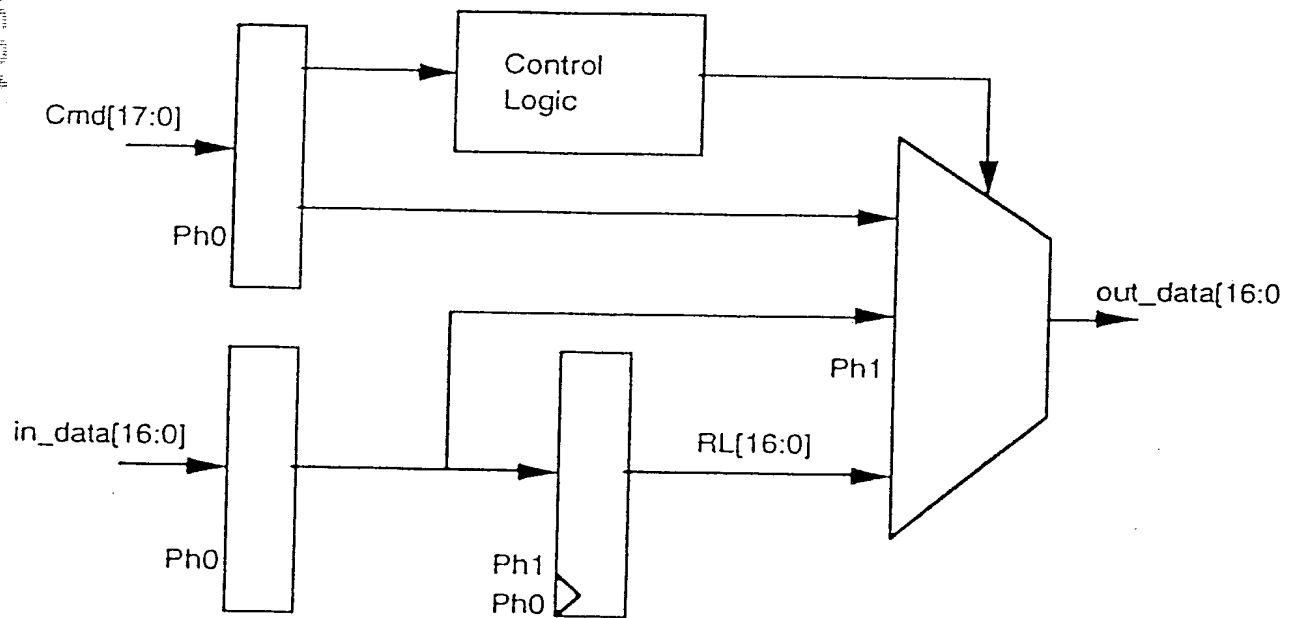 Control
Logic
Cmd[17:0]
Ph0
out_data[16:0
Ph1
in_data[16:0]
RL[16:0]
Ph0
Ph1
Ph0